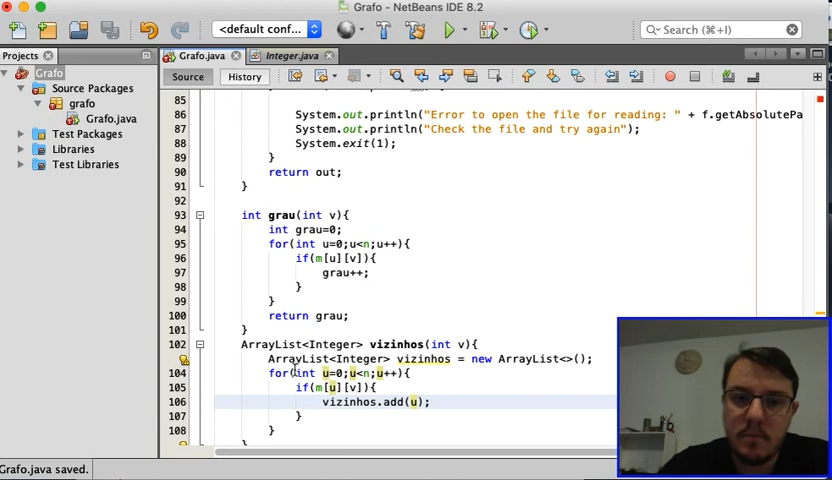 Grafo - NetBeans IDE 8.2
<default conf...
Search (⌘+I)
Projects
Grafo.java
Integer.java
Grafo
Source Packages
grafo
Grafo.java
Test Packages
Libraries
Test Libraries
Source
History
85
86 System.out.println("Error to open the file for reading: " + f.getAbsolutePa
87 System.out.println("Check the file and try again");
88 System.exit(1);
89 }
90 return out;
91 }
92
93 int grau(int v){
94 int grau=0;
95 for(int u=0;u<n;u++){
96 if(m[u][v]){
97 grau++;
98 }
99 }
100 return grau;
101 }
102 ArrayList<Integer> vizinhos(int v){
ArrayList<Integer> vizinhos = new ArrayList<>();
104 for(int u=0;u<n;u++){
105 if(m[u][v]){
106 vizinhos.add(u);
107 }
108 }
Grafo.java saved.